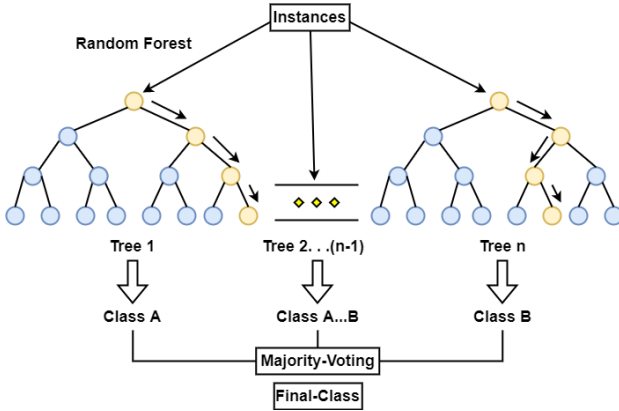 Instances
Random Forest
Tree 1
Tree 2. . .(n-1)
Tree n
Class A
Class A...B
Class B
Majority-Voting
Final-Class